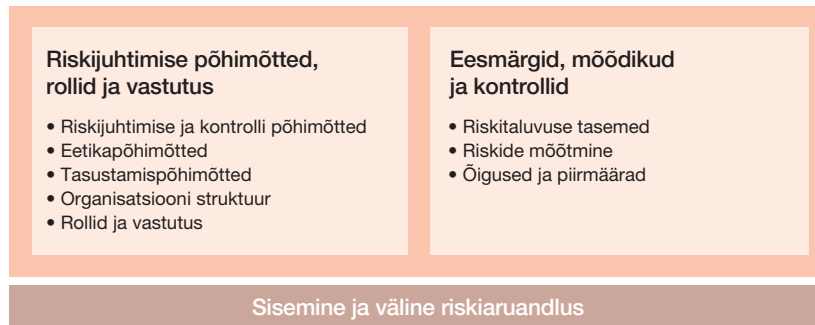 Riskijuhtimise põhimõtted,
rollid ja vastutus
• Riskijuhtimise ja kontrolli põhimõtted
• Eetikapõhimõtted
• Tasustamispõhimõtted
• Organisatsiooni struktuur
• Rollid ja vastutus
Eesmärgid, mõõdikud
ja kontrollid
• Riskitaluvuse tasemed
• Riskide mõõtmine
• Õigused ja piirmäärad
Sisemine ja väline riskiaruandlus